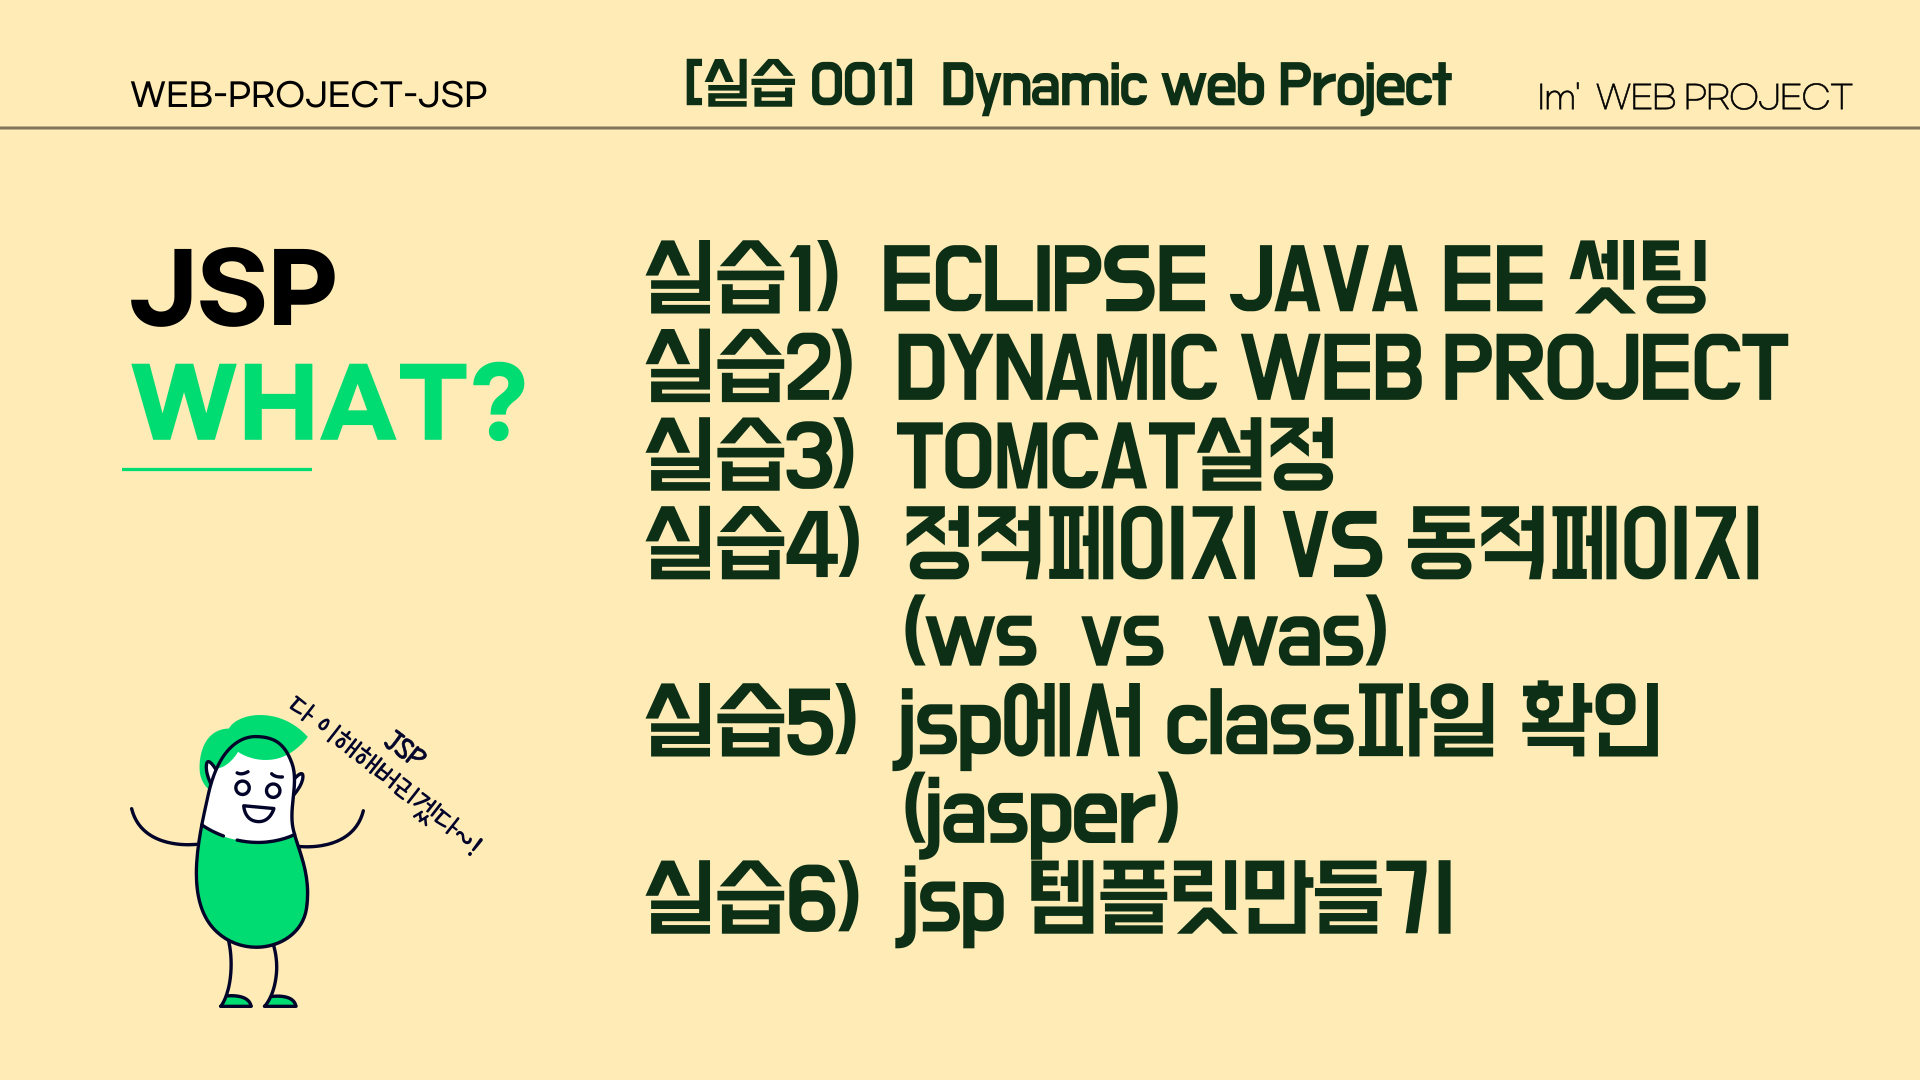 WEB-PROJECT-JSP
[실습 001] Dynamic web Project
Im' WEB PROJECT
JSP
WHAT?
실습1) ECLIPSE JAVA EE 셋팅
실습2) DYNAMIC WEB PROJECT
실습3) TOMCAT설정
실습4) 정적페이지 VS 동적페이지
(ws vs was)
실습5) jsp에서 class파일 확인
(jasper)
실습6) jsp 템플릿만들기
JSP
다 이해해버리겠다~!